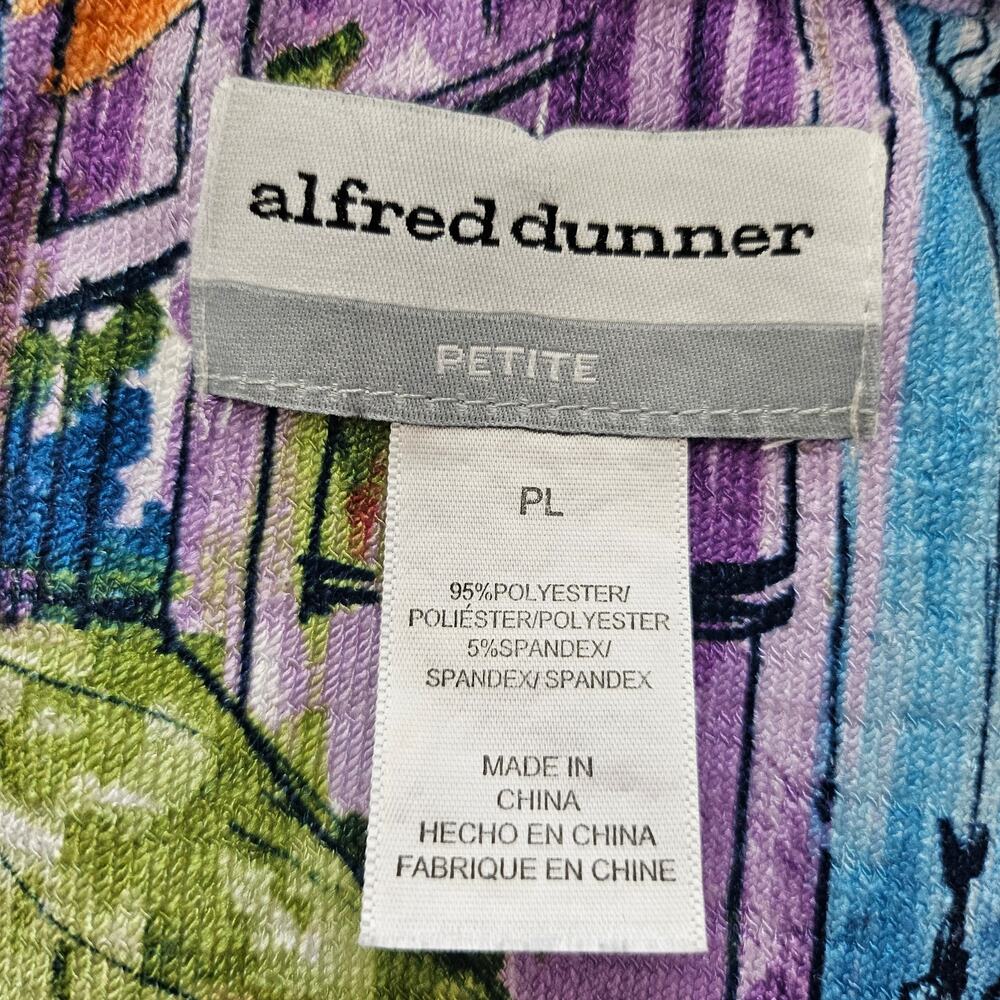 alfred dunner
PETITE
PL
95%POLYESTER/
POLIÉSTER/POLYESTER
5%SPANDEX/
SPANDEX/SPANDEX
MADE IN
CHINA
HECHO EN CHINA
FABRIQUE EN CHINE